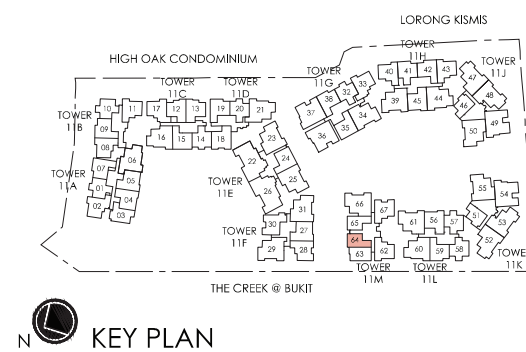 LORONG KISMIS
HIGH OAK CONDOMINIUM
TOWER
11H
TOWER
11J
TOWER
11G
TOWER
11C
TOWER
11D
TOWER
11B
TOWER
11A
TOWER
11E
TOWER
11F
TOWER
11M
TOWER
11L
TOWE
11K
40 41 42 43
39 45 44
47
48
46
49
50
33
32
38
37
34
35
36
10 11
09
08
07
06
05
01
04
02
03
17 12 13
19 20 21
16 15 14 18
23
22 24
25
26
31
30
27
29 28
66
67
65
64
63 62
61 56 57
60 59 58
55 54
51
53
52
THE CREEK @ BUKIT
N
KEY PLAN